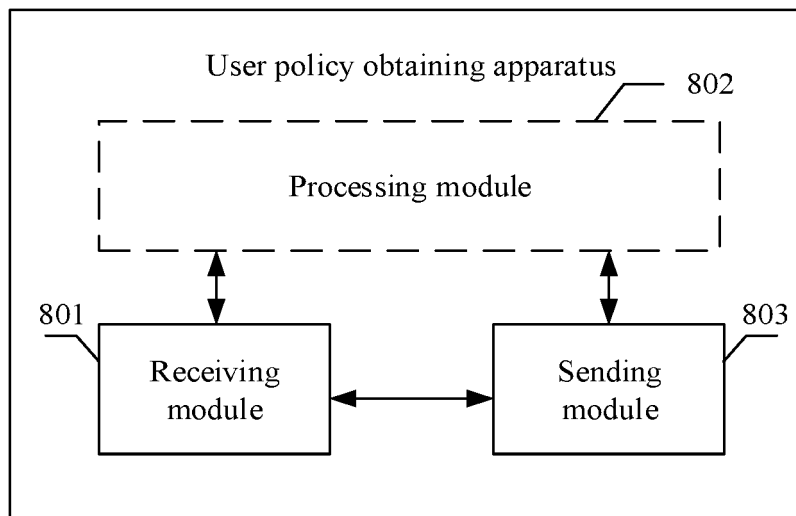 User policy obtaining apparatus
802
Processing module
801
803
Receiving
module
Sending
module